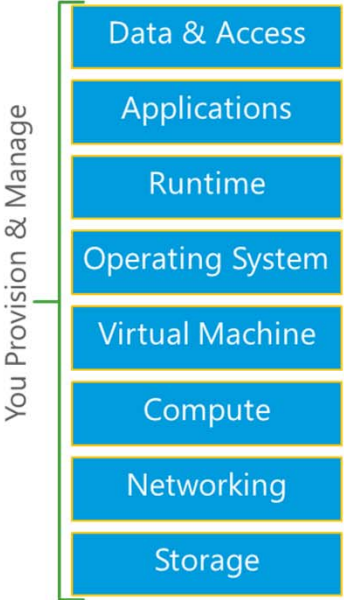 You Provision & Manage
Data & Access
Applications
Runtime
Operating System
Virtual Machine
Compute
Networking
Storage